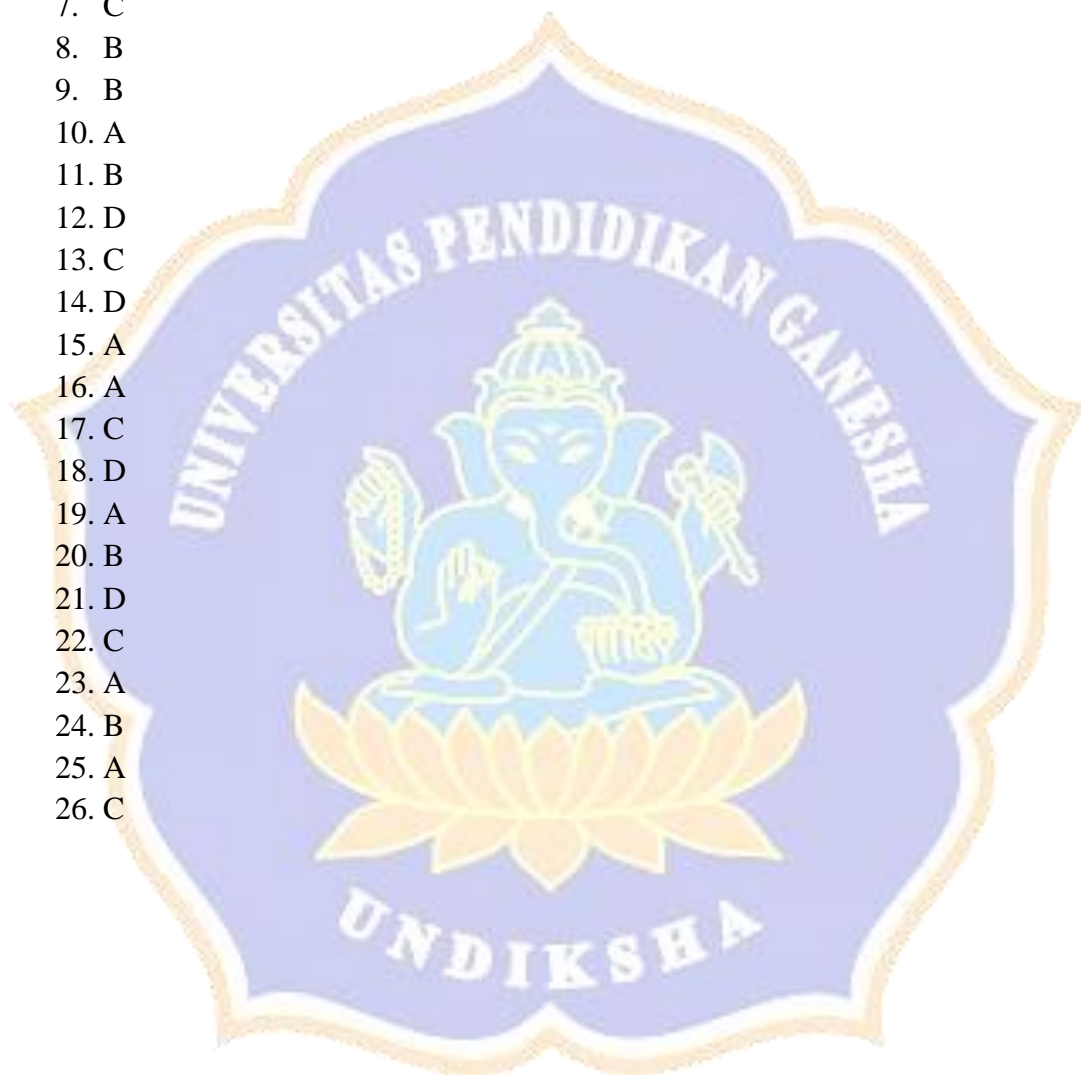 7. C
8. B
9. B
10. A
11. B
12. D
13. C
14. D
15. A
16. A
17. C
18. D
19. A
20. B
21. D
22. C
23. A
24. B
25. A
26. C
UNIVERSITAS PENDIDIKAN GANESHA
UNDIKSHA